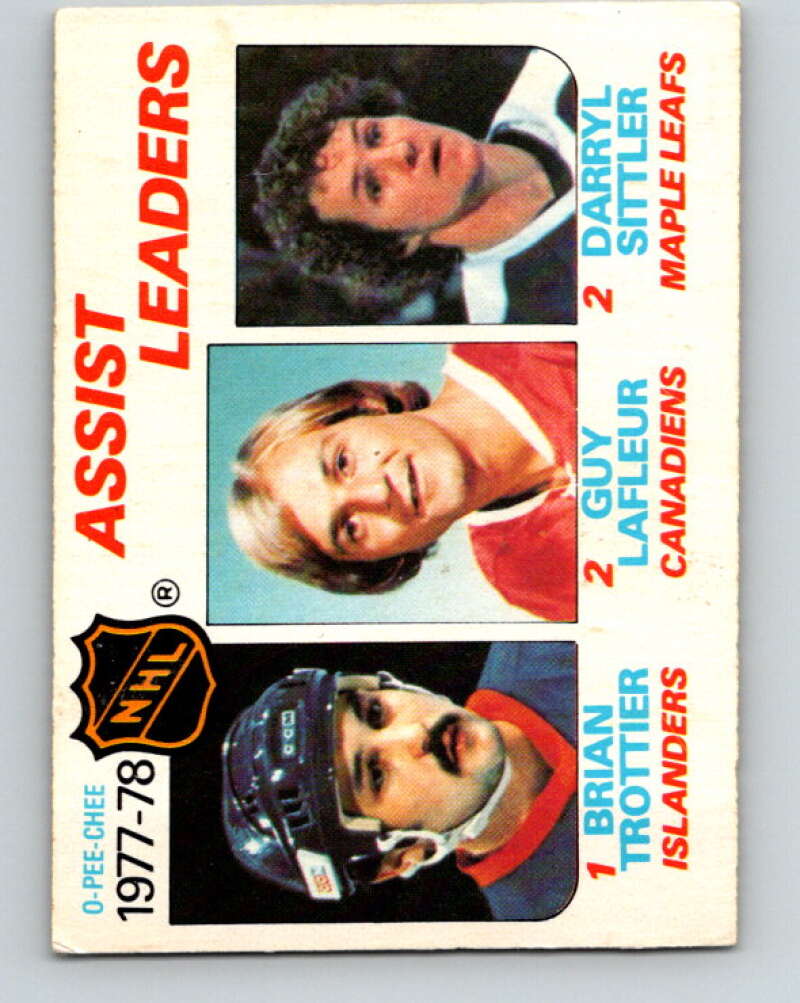 O-PEE-CHEE
1977-78
NHL
®
ASSIST
LEADERS
1 BRIAN
TROTTIER
ISLANDERS
2 GUY
LAFLEUR
CANADIENS
2 DARRYL
SITTLER
MAPLE LEAFS
CCM